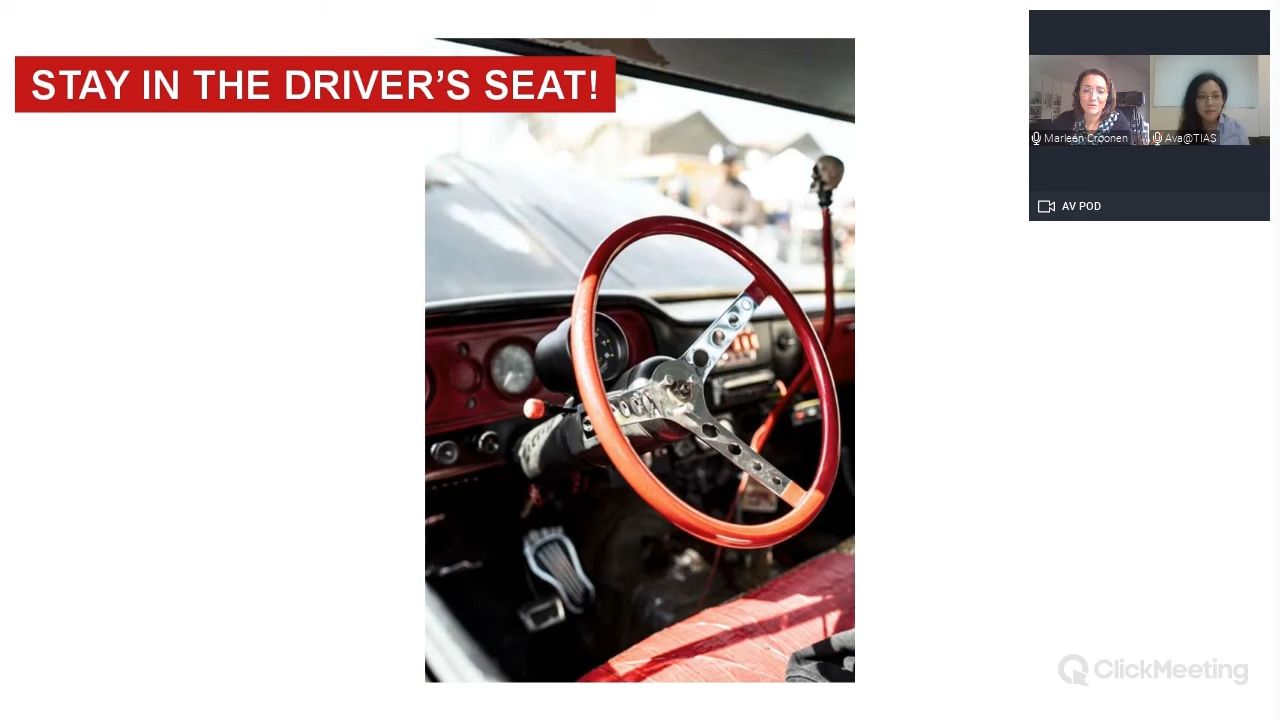 STAY IN THE DRIVER’S SEAT!
Marleen Croonen
Ava@TIAS
AV POD
ClickMeeting